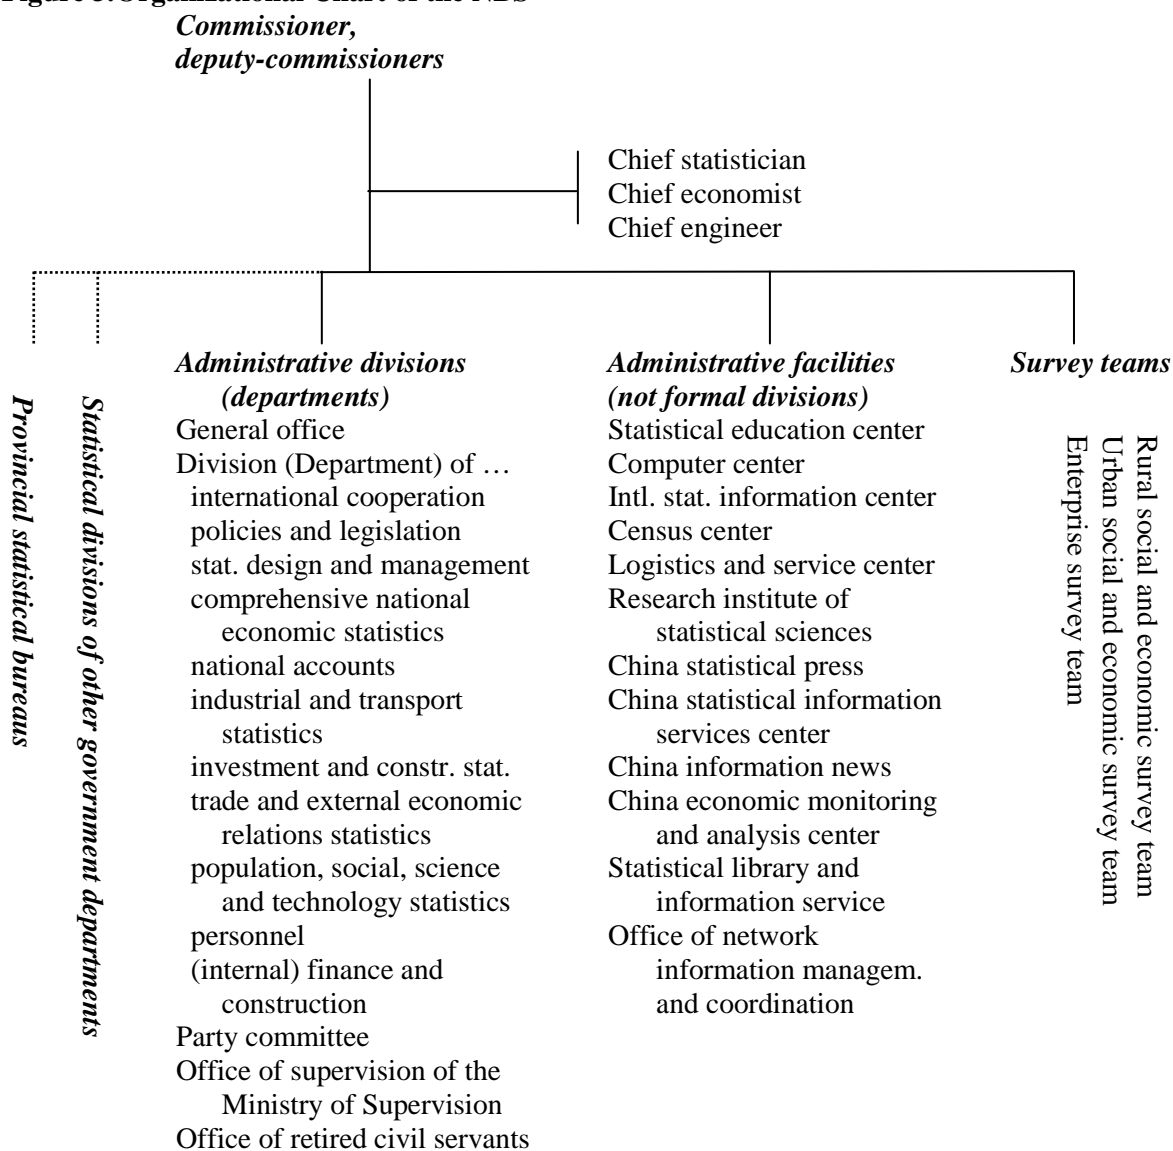 Commissioner,
deputy-commissioners
Chief statistician
Chief economist
Chief engineer
Provincial statistical bureaus
Statistical divisions of other government departments
Administrative divisions
(departments)
General office
Division (Department) of …
international cooperation
policies and legislation
stat. design and management
comprehensive national
economic statistics
national accounts
industrial and transport
statistics
investment and constr. stat.
trade and external economic
relations statistics
population, social, science
and technology statistics
personnel
(internal) finance and
construction
Party committee
Office of supervision of the
Ministry of Supervision
Office of retired civil servants
Administrative facilities
(not formal divisions)
Statistical education center
Computer center
Intl. stat. information center
Census center
Logistics and service center
Research institute of
statistical sciences
China statistical press
China statistical information
services center
China information news
China economic monitoring
and analysis center
Statistical library and
information service
Office of network
information managem.
and coordination
Survey teams
Rural social and economic survey team
Urban social and economic survey team
Enterprise survey team